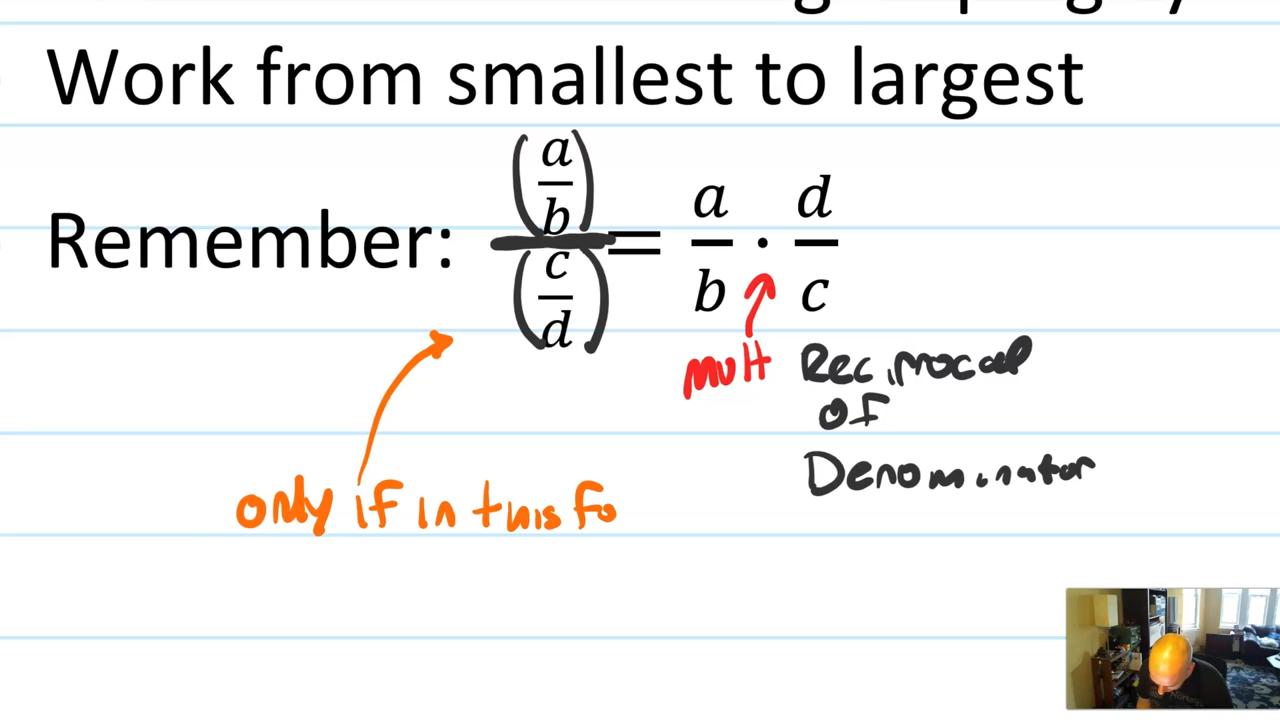 Work from smallest to largest
Remember: (a/b)/(c/d) = a/b · d/c
mult Reciprocal
of
Denominator
only if in this fo